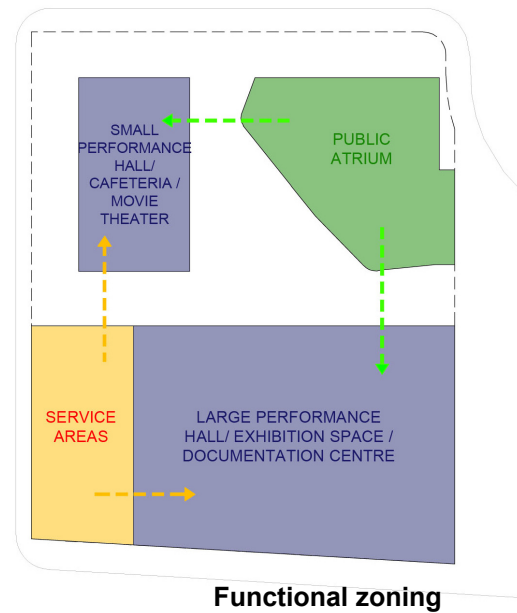 SMALL
PERFORMANCE
HALL/
CAFETERIA /
MOVIE
THEATER
PUBLIC
ATRIUM
SERVICE
AREAS
LARGE PERFORMANCE
HALL/ EXHIBITION SPACE /
DOCUMENTATION CENTRE
Functional zoning